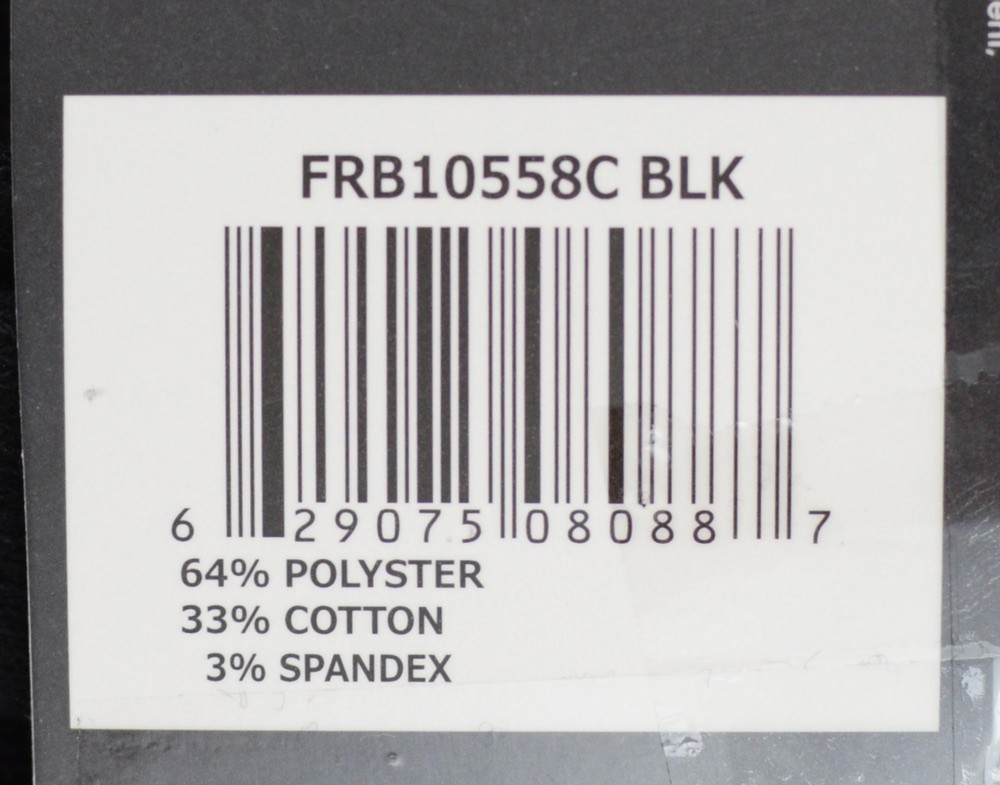 FRB10558C BLK
6 29075 08088 7
64% POLYSTER
33% COTTON
3% SPANDEX